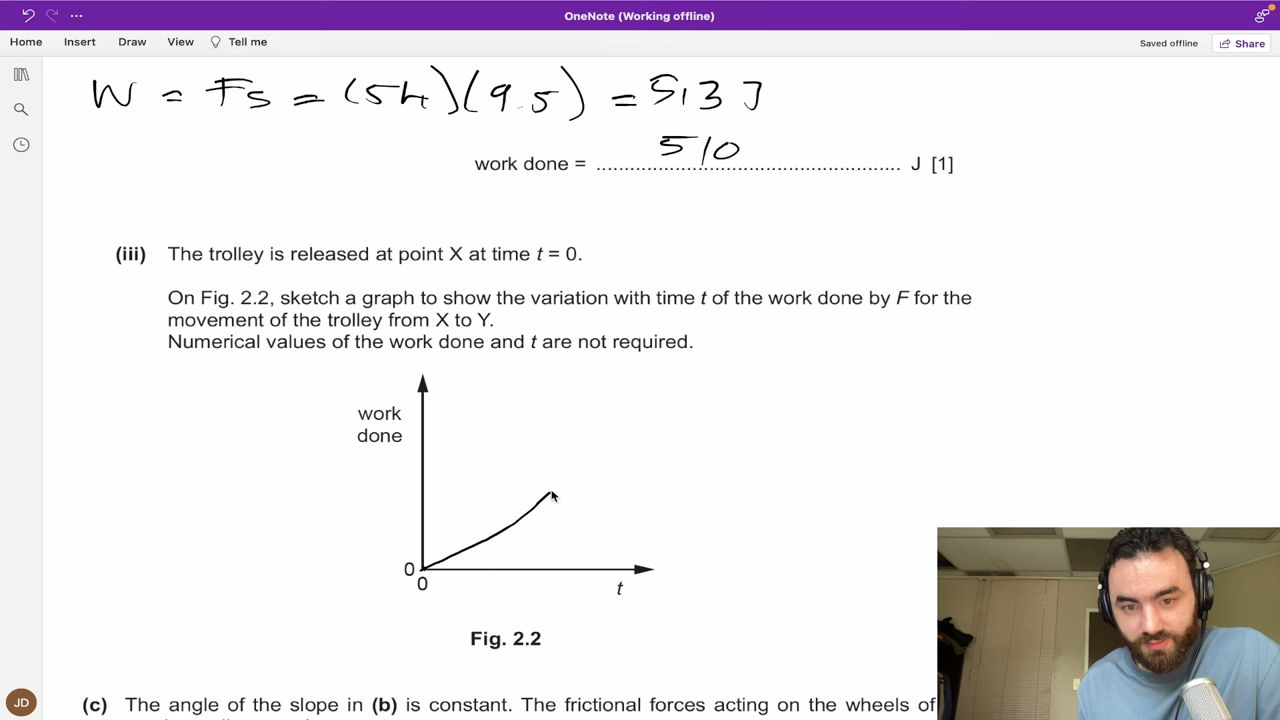 OneNote (Working offline)
Home Insert Draw View Tell me
Saved offline Share
W = Fs = (54)(9.5) = 513 J
510
work done = .................................................... J [1]
(iii) The trolley is released at point X at time t = 0.
On Fig. 2.2, sketch a graph to show the variation with time t of the work done by F for the
movement of the trolley from X to Y.
Numerical values of the work done and t are not required.
work
done
0
0
t
Fig. 2.2
(c) The angle of the slope in (b) is constant. The frictional forces acting on the wheels of
JD